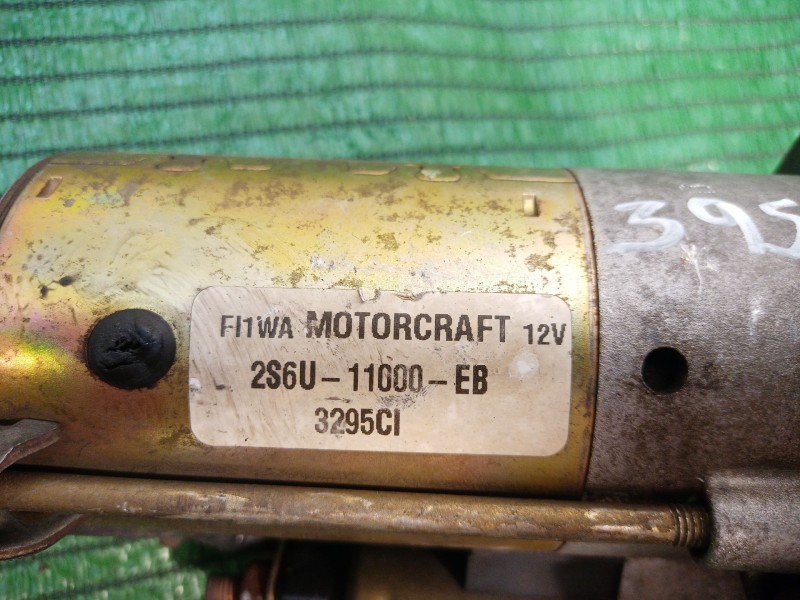 FI1WA MOTORCRAFT 12V
2S6U-11000-EB
3295CI
395